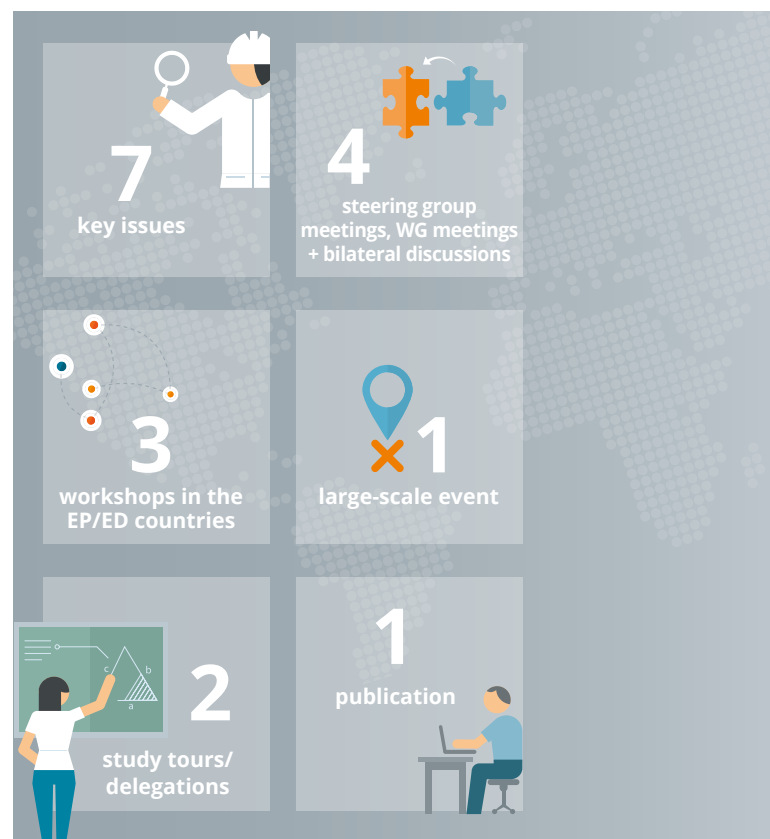 7
key issues
4
steering group
meetings, WG meetings
+ bilateral discussions
3
workshops in the
EP/ED countries
1
large-scale event
2
study tours/
delegations
c
b
a
1
publication